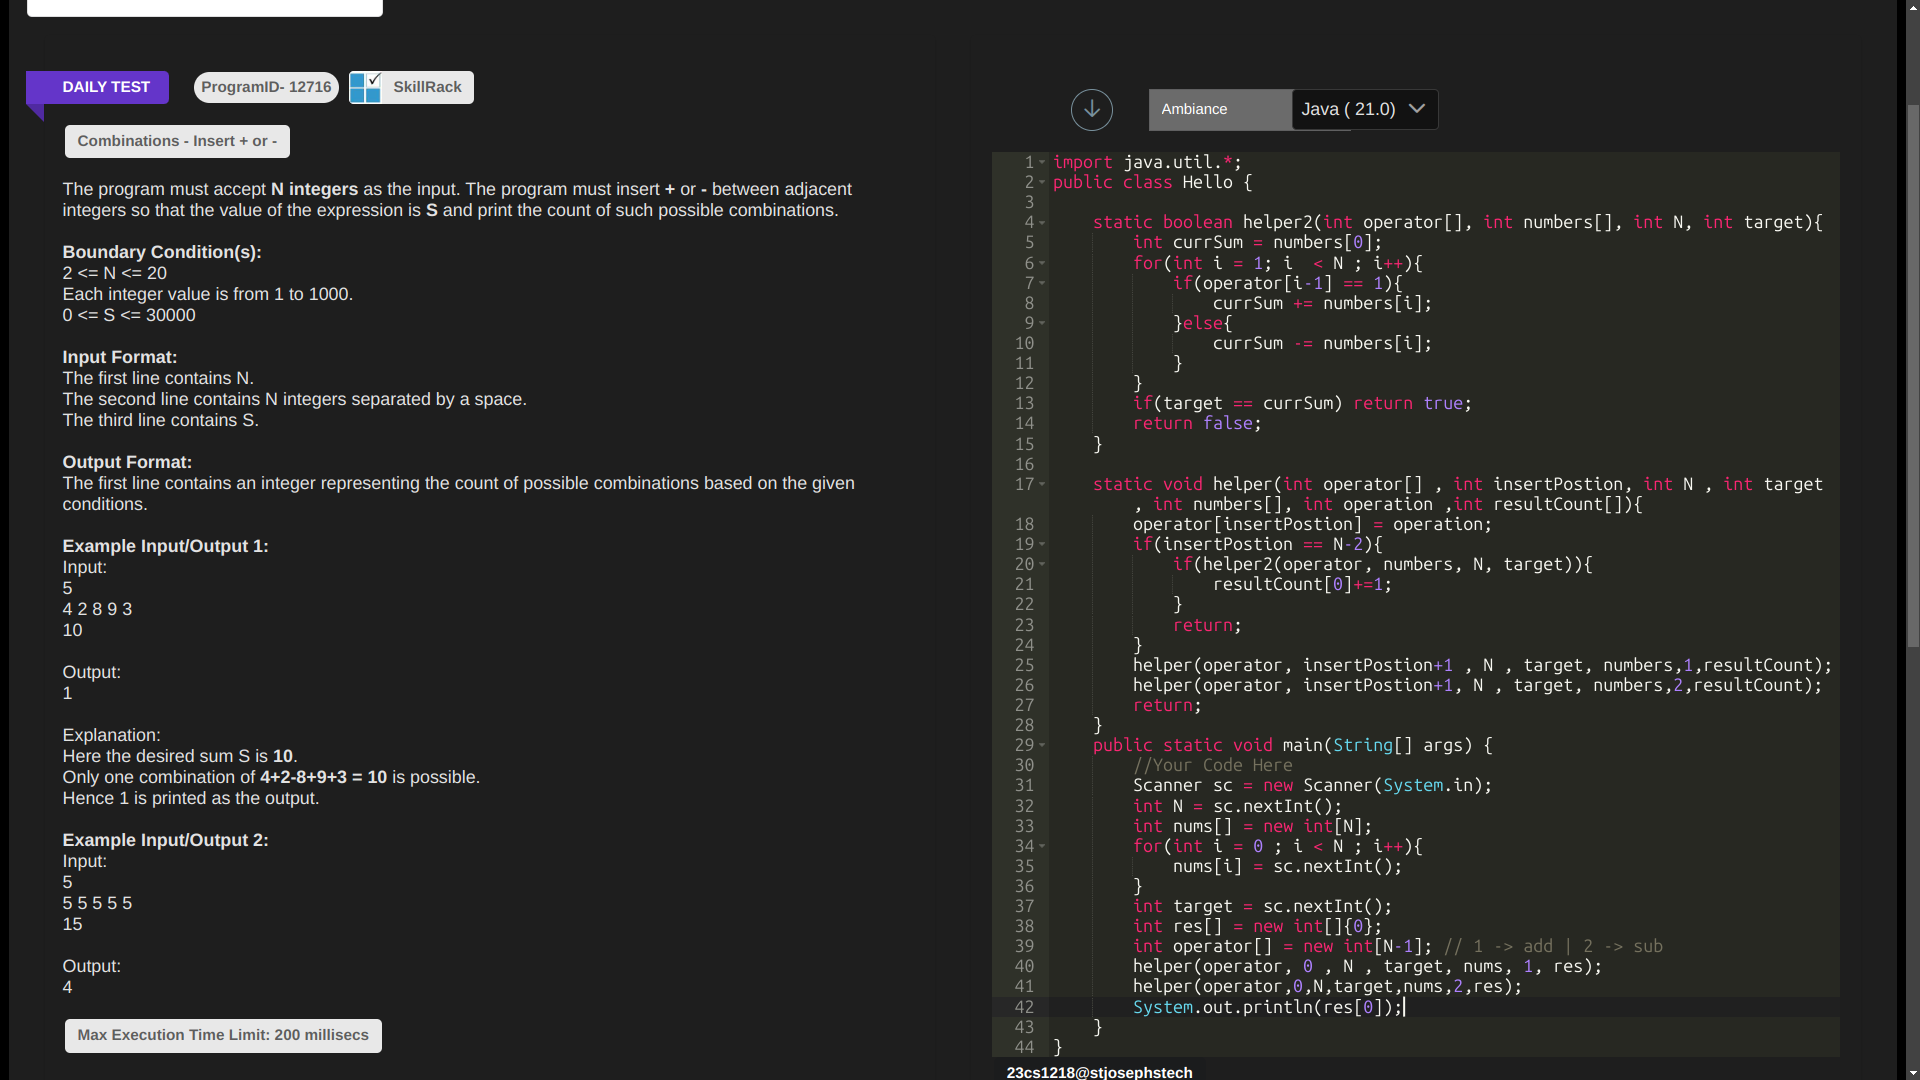 DAILY TEST
ProgramID- 12716
SkillRack
Combinations - Insert + or -
The program must accept N integers as the input. The program must insert + or - between adjacent
integers so that the value of the expression is S and print the count of such possible combinations.
Boundary Condition(s):
2 <= N <= 20
Each integer value is from 1 to 1000.
0 <= S <= 30000
Input Format:
The first line contains N.
The second line contains N integers separated by a space.
The third line contains S.
Output Format:
The first line contains an integer representing the count of possible combinations based on the given
conditions.
Example Input/Output 1:
Input:
5
4 2 8 9 3
10
Output:
1
Explanation:
Here the desired sum S is 10.
Only one combination of 4+2-8+9+3 = 10 is possible.
Hence 1 is printed as the output.
Example Input/Output 2:
Input:
5
5 5 5 5 5
15
Output:
4
Max Execution Time Limit: 200 millisecs
Ambiance
Java ( 21.0)
1 import java.util.*;
2 public class Hello {
3
4     static boolean helper2(int operator[], int numbers[], int N, int target){
5         int currSum = numbers[0];
6         for(int i = 1; i  < N ; i++){
7             if(operator[i-1] == 1){
8                 currSum += numbers[i];
9             }else{
10                 currSum -= numbers[i];
11             }
12         }
13         if(target == currSum) return true;
14         return false;
15     }
16
17     static void helper(int operator[] , int insertPostion, int N , int target
, int numbers[], int operation ,int resultCount[]){
18         operator[insertPostion] = operation;
19         if(insertPostion == N-2){
20             if(helper2(operator, numbers, N, target)){
21                 resultCount[0]+=1;
22             }
23             return;
24         }
25         helper(operator, insertPostion+1 , N , target, numbers,1,resultCount);
26         helper(operator, insertPostion+1, N , target, numbers,2,resultCount);
27         return;
28     }
29     public static void main(String[] args) {
30         //Your Code Here
31         Scanner sc = new Scanner(System.in);
32         int N = sc.nextInt();
33         int nums[] = new int[N];
34         for(int i = 0 ; i < N ; i++){
35             nums[i] = sc.nextInt();
36         }
37         int target = sc.nextInt();
38         int res[] = new int[]{0};
39         int operator[] = new int[N-1]; // 1 -> add | 2 -> sub
40         helper(operator, 0 , N , target, nums, 1, res);
41         helper(operator,0,N,target,nums,2,res);
42         System.out.println(res[0]);
43     }
44 }
23cs1218@stjosephstech